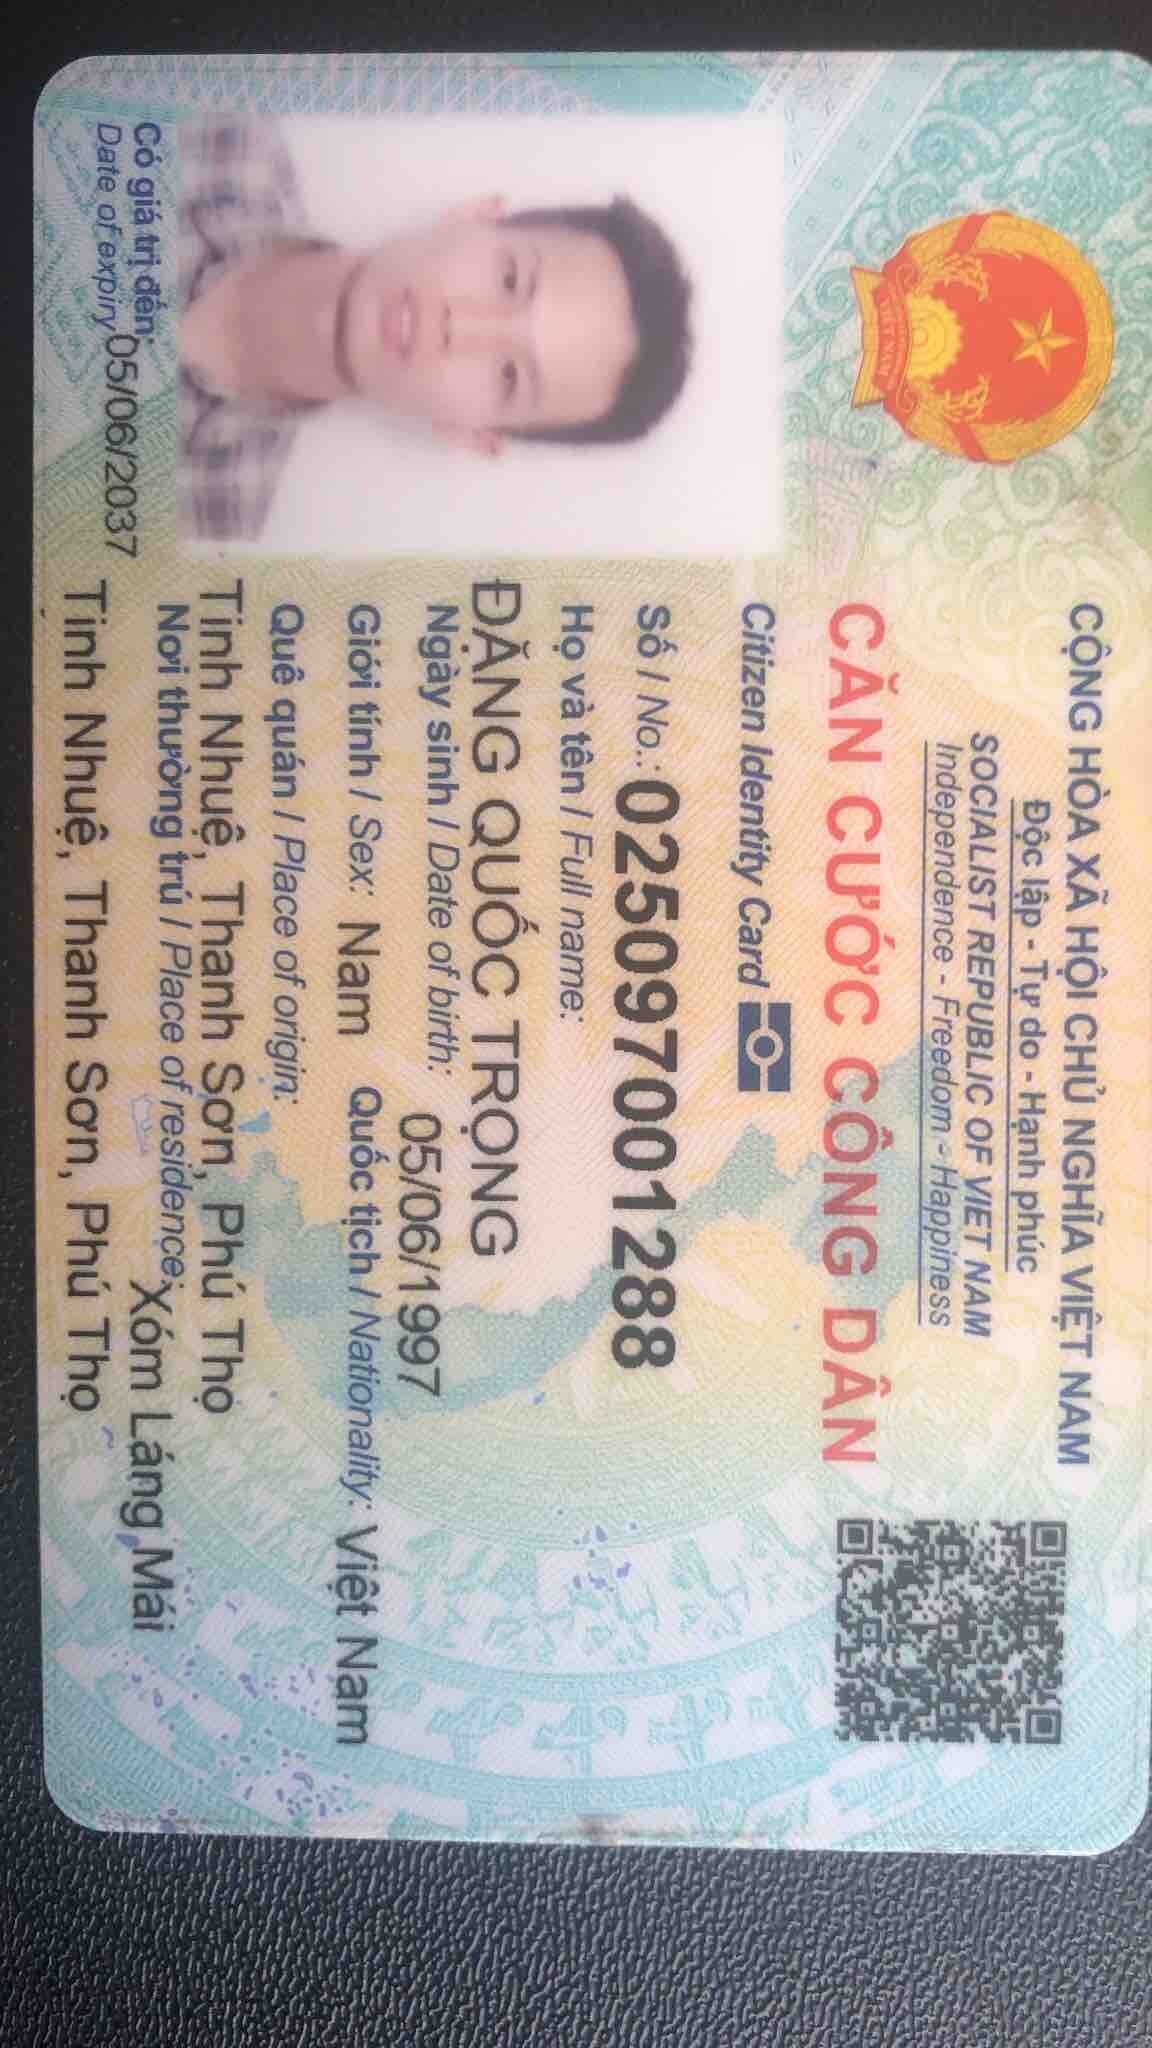 CỘNG HÒA XÃ HỘI CHỦ NGHĨA VIỆT NAM
Độc lập - Tự do - Hạnh phúc
SOCIALIST REPUBLIC OF VIET NAM
Independence - Freedom - Happiness
CĂN CƯỚC CÔNG DÂN
Citizen Identity Card
Số / No.: 025097001288
Họ và tên / Full name:
ĐẶNG QUỐC TRỌNG
Ngày sinh / Date of birth: 05/06/1997
Giới tính / Sex: Nam Quốc tịch / Nationality: Việt Nam
Quê quán / Place of origin:
Tinh Nhuệ, Thanh Sơn, Phú Thọ
Nơi thường trú / Place of residence: Xóm Láng Mái
Tinh Nhuệ, Thanh Sơn, Phú Thọ
Có giá trị đến:
Date of expiry 05/06/2037
VIỆT NAM